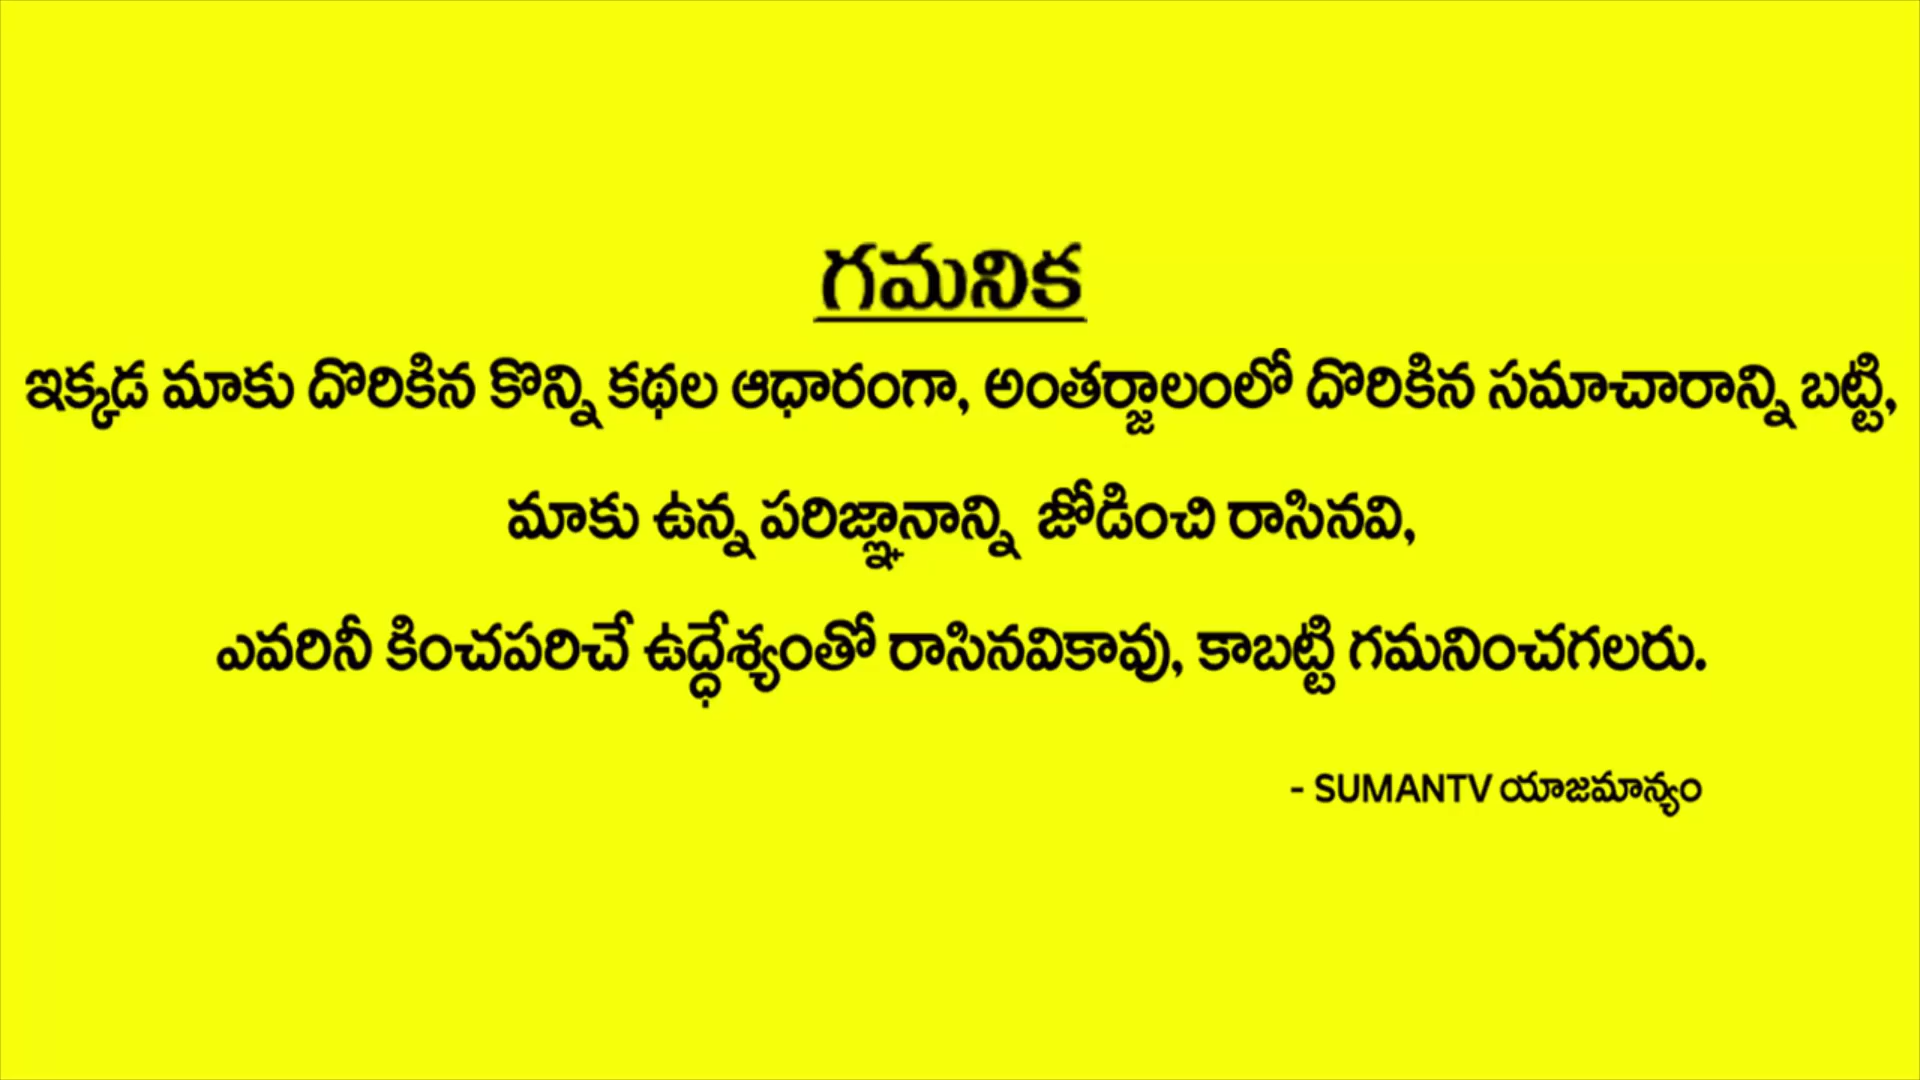 గమనిక
ఇక్కడ మాకు దొరికిన కొన్ని కథల ఆధారంగా, అంతర్జాలంలో దొరికిన సమాచారాన్ని బట్టి,
మాకు ఉన్న పరిజ్ఞానాన్ని జోడించి రాసినవి,
ఎవరినీ కించపరిచే ఉద్ధేశ్యంతో రాసినవికావు, కాబట్టి గమనించగలరు.
- SUMANTV యాజమాన్యం